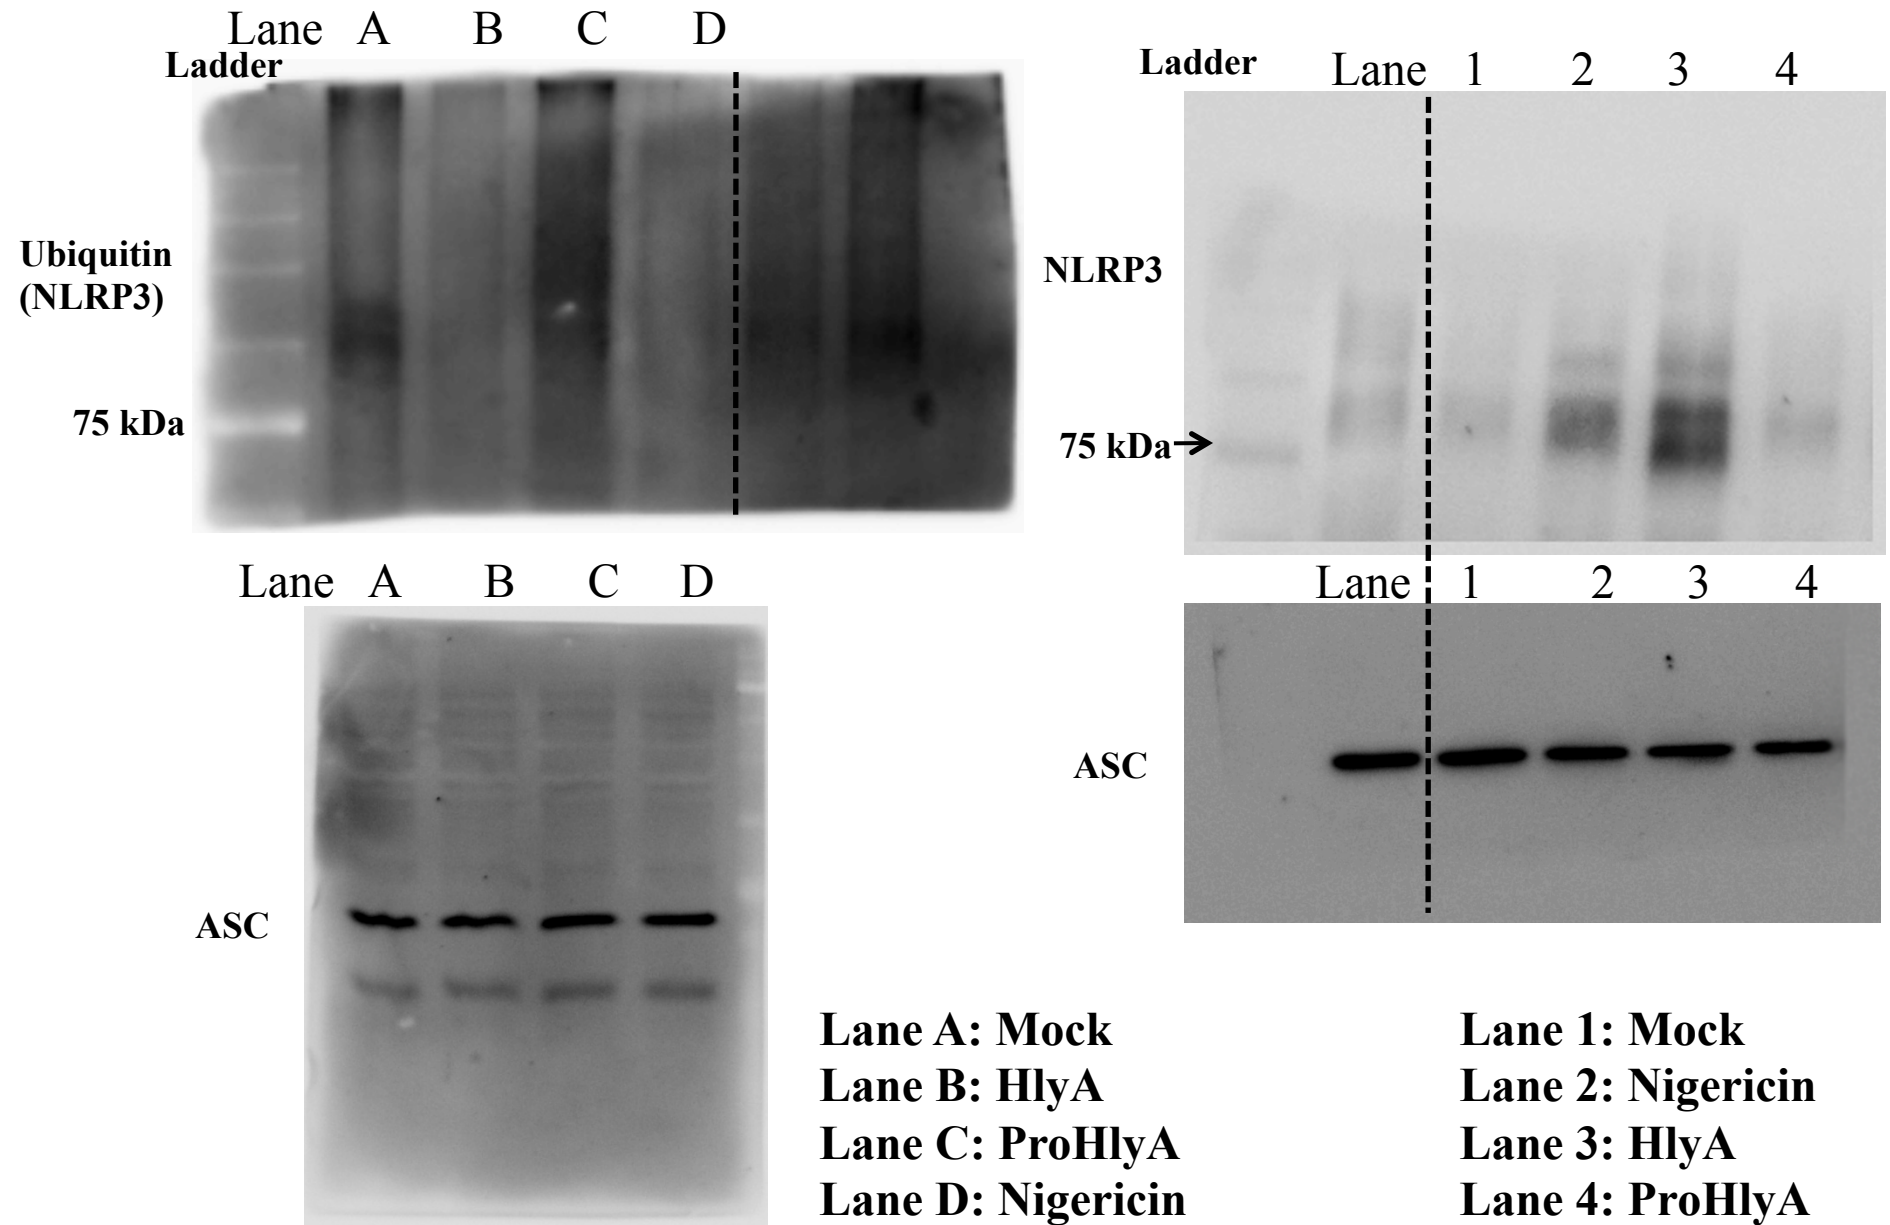 Lane A B C D
Ladder
Ubiquitin
(NLRP3)
75 kDa
Ladder
Lane 1 2 3 4
NLRP3
75 kDa
Lane A B C D
ASC
Lane 1 2 3 4
ASC
Lane A: Mock
Lane B: HlyA
Lane C: ProHlyA
Lane D: Nigericin
Lane 1: Mock
Lane 2: Nigericin
Lane 3: HlyA
Lane 4: ProHlyA